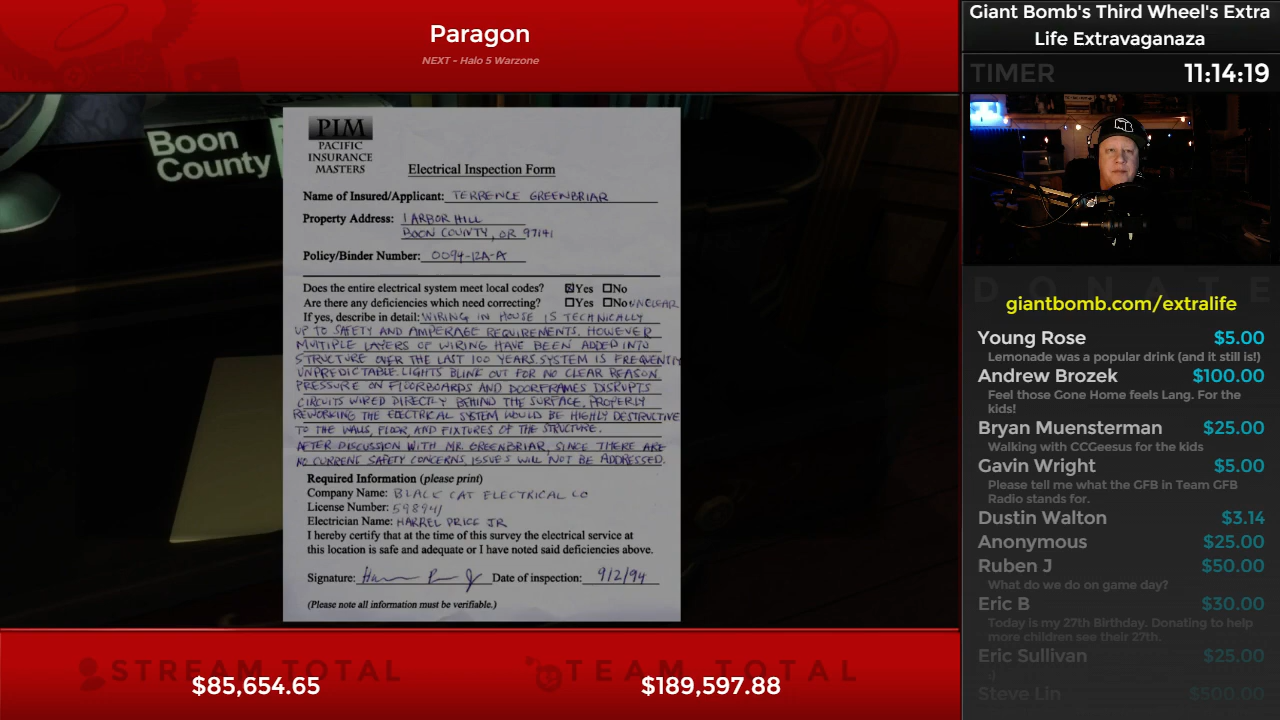 Paragon
NEXT - Halo 5 Warzone
Giant Bomb's Third Wheel's Extra
Life Extravaganaza
TIMER
11:14:19
Boon
County
PIM
PACIFIC
INSURANCE
MASTERS
Electrical Inspection Form
Name of Insured/Applicant: TERRENCE GREENBRIAR
Property Address: 1 ARBOR HILL
BOON COUNTY, OR 97141
Policy/Binder Number: 0094-12A-A
Does the entire electrical system meet local codes? ☒Yes ☐No
Are there any deficiencies which need correcting? ☐Yes ☐No UNCLEAR
If yes, describe in detail: WIRING IN HOUSE IS TECHNICALLY
UP TO SAFETY AND AMPERAGE REQUIREMENTS. HOWEVER
MULTIPLE LAYERS OF WIRING HAVE BEEN ADDED INTO
STRUCTURE OVER THE LAST 100 YEARS. SYSTEM IS FREQUENTLY
UNPREDICTABLE. LIGHTS BLINK OUT FOR NO CLEAR REASON.
PRESSURE ON FLOORBOARDS AND DOORFRAMES DISRUPTS
CIRCUITS WIRED DIRECTLY BEHIND THE SURFACE. PROPERLY
REWORKING THE ELECTRICAL SYSTEM WOULD BE HIGHLY DESTRUCTIVE
TO THE WALLS, FLOOR, AND FIXTURES OF THE STRUCTURE.
AFTER DISCUSSION WITH MR. GREENBRIAR, SINCE THERE ARE
NO CURRENT SAFETY CONCERNS, ISSUES WILL NOT BE ADDRESSED.
Required Information (please print)
Company Name: BLACK CAT ELECTRICAL CO
License Number: 598941
Electrician Name: HARREL PRICE JR
I hereby certify that at the time of this survey the electrical service at
this location is safe and adequate or I have noted said deficiencies above.
Signature: Date of inspection: 9/2/94
(Please note all information must be verifiable.)
DONATE
giantbomb.com/extralife
Young Rose $5.00
Lemonade was a popular drink (and it still is!)
Andrew Brozek $100.00
Feel those Gone Home feels Lang. For the
kids!
Bryan Muensterman $25.00
Walking with CCGeesus for the kids
Gavin Wright $5.00
Please tell me what the GFB in Team GFB
Radio stands for.
Dustin Walton $3.14
Anonymous $25.00
Ruben J $50.00
What do we do on game day?
Eric B $30.00
Today is my 27th Birthday. Donating to help
more children see their 27th.
Eric Sullivan $25.00
:)
Steve Lin $500.00
STREAM TOTAL
$85,654.65
TEAM TOTAL
$189,597.88